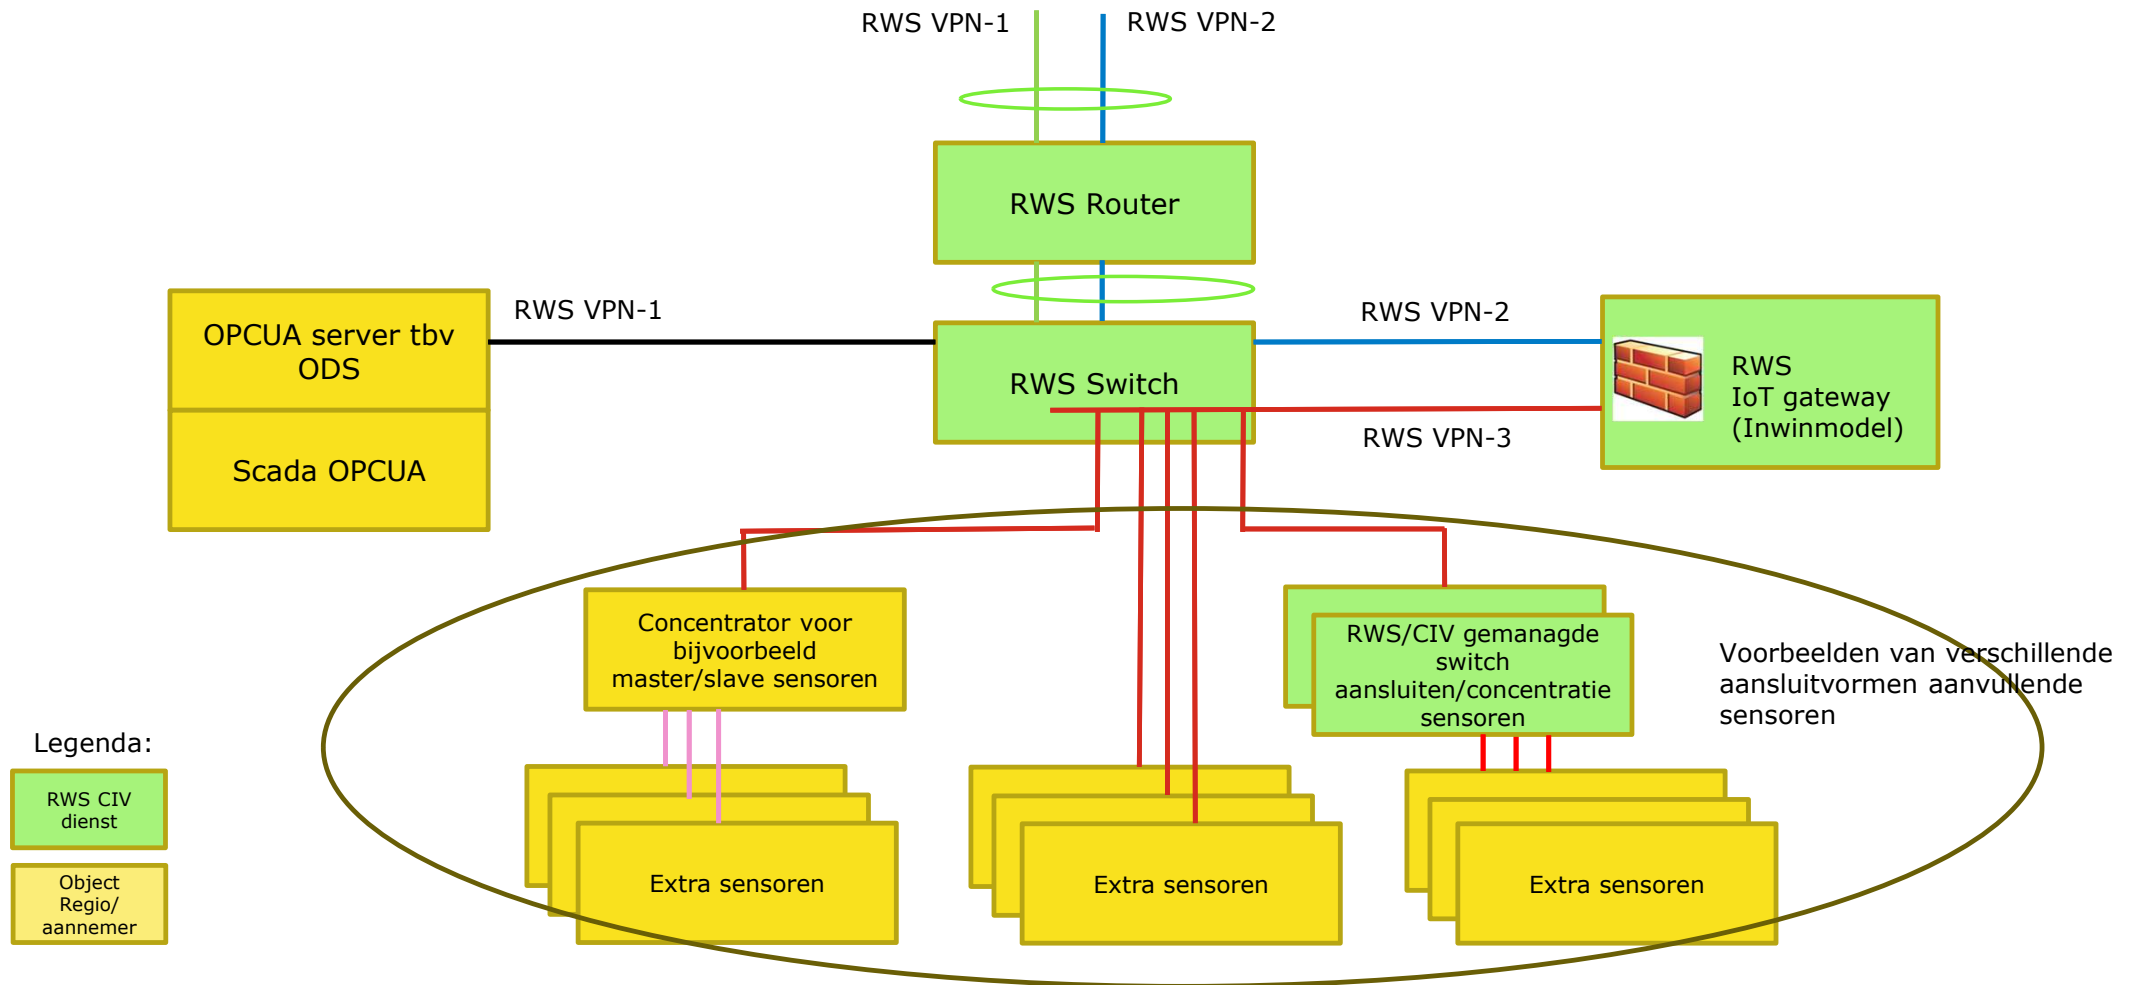 RWS VPN-1
RWS VPN-2
RWS Router
OPCUA server tbv
ODS
Scada OPCUA
RWS VPN-1
RWS Switch
RWS VPN-2
RWS VPN-3
RWS
IoT gateway
(Inwinmodel)
Concentrator voor
bijvoorbeeld
master/slave sensoren
RWS/CIV gemanagde
switch
aansluiten/concentratie
sensoren
Voorbeelden van verschillende
aansluitvormen aanvullende
sensoren
Extra sensoren
Extra sensoren
Extra sensoren
Legenda:
RWS CIV
dienst
Object
Regio/
aannemer